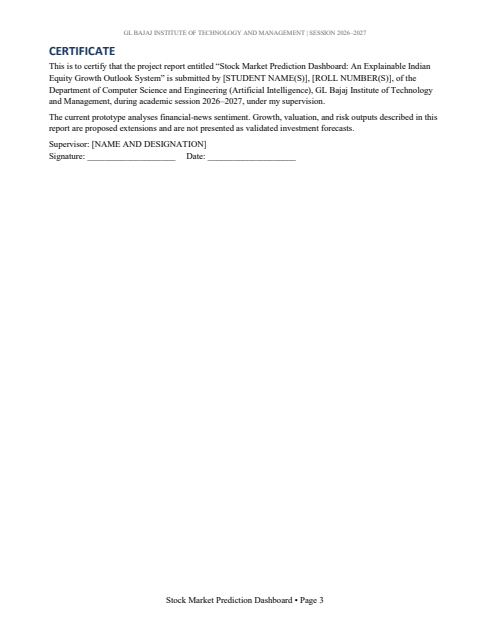 GL BAJAJ INSTITUTE OF TECHNOLOGY AND MANAGEMENT | SESSION 2026–2027
CERTIFICATE
This is to certify that the project report entitled “Stock Market Prediction Dashboard: An Explainable Indian
Equity Growth Outlook System” is submitted by [STUDENT NAME(S)], [ROLL NUMBER(S)], of the
Department of Computer Science and Engineering (Artificial Intelligence), GL Bajaj Institute of Technology
and Management, during academic session 2026–2027, under my supervision.
The current prototype analyses financial-news sentiment. Growth, valuation, and risk outputs described in this
report are proposed extensions and are not presented as validated investment forecasts.
Supervisor: [NAME AND DESIGNATION]
Signature: ____________________ Date: ____________________
Stock Market Prediction Dashboard • Page 3